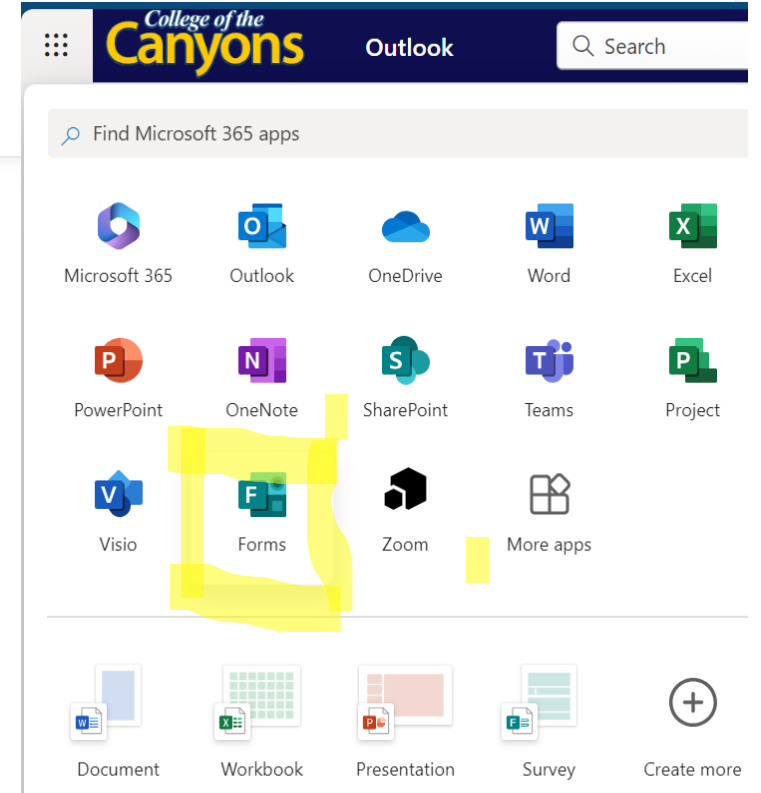 College of the
Canyons
Outlook
Search
Find Microsoft 365 apps
O
W
X
Microsoft 365
Outlook
OneDrive
Word
Excel
P
N
S
T
P
PowerPoint
OneNote
SharePoint
Teams
Project
V
F
Visio
Forms
Zoom
More apps
W
X
P
F
Document
Workbook
Presentation
Survey
Create more